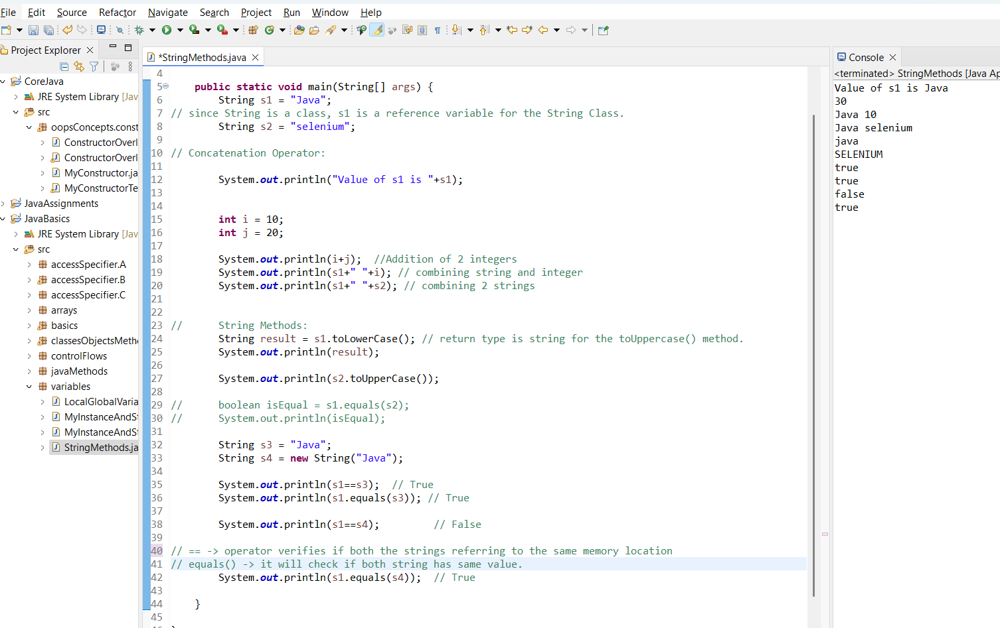 File Edit Source Refactor Navigate Search Project Run Window Help
Project Explorer
CoreJava
JRE System Library [Jav
src
oopsConcepts.const
ConstructorOverl
ConstructorOverl
MyConstructor.ja
MyConstructorTe
JavaAssignments
JavaBasics
JRE System Library [Jav
src
accessSpecifier.A
accessSpecifier.B
accessSpecifier.C
arrays
basics
classesObjectsMeth
controlFlows
javaMethods
variables
LocalGlobalVaria
MyInstanceAndSt
MyInstanceAndSt
StringMethods.ja
*StringMethods.java
4
5 public static void main(String[] args) {
6 String s1 = "Java";
7 // since String is a class, s1 is a reference variable for the String Class.
8 String s2 = "selenium";
9
10 // Concatenation Operator:
11
12 System.out.println("Value of s1 is "+s1);
13
14
15 int i = 10;
16 int j = 20;
17
18 System.out.println(i+j);  //Addition of 2 integers
19 System.out.println(s1+" "+i); // combining string and integer
20 System.out.println(s1+" "+s2); // combining 2 strings
21
22
23 // String Methods:
24 String result = s1.toLowerCase(); // return type is string for the toUppercase() method.
25 System.out.println(result);
26
27 System.out.println(s2.toUpperCase());
28
29 // boolean isEqual = s1.equals(s2);
30 // System.out.println(isEqual);
31
32 String s3 = "Java";
33 String s4 = new String("Java");
34
35 System.out.println(s1==s3);  // True
36 System.out.println(s1.equals(s3)); // True
37
38 System.out.println(s1==s4); // False
39
40 // == -> operator verifies if both the strings referring to the same memory location
41 // equals() -> it will check if both string has same value.
42 System.out.println(s1.equals(s4));  // True
43
44 }
45
Console
<terminated> StringMethods [Java Ap
Value of s1 is Java
30
Java 10
Java selenium
java
SELENIUM
true
true
false
true